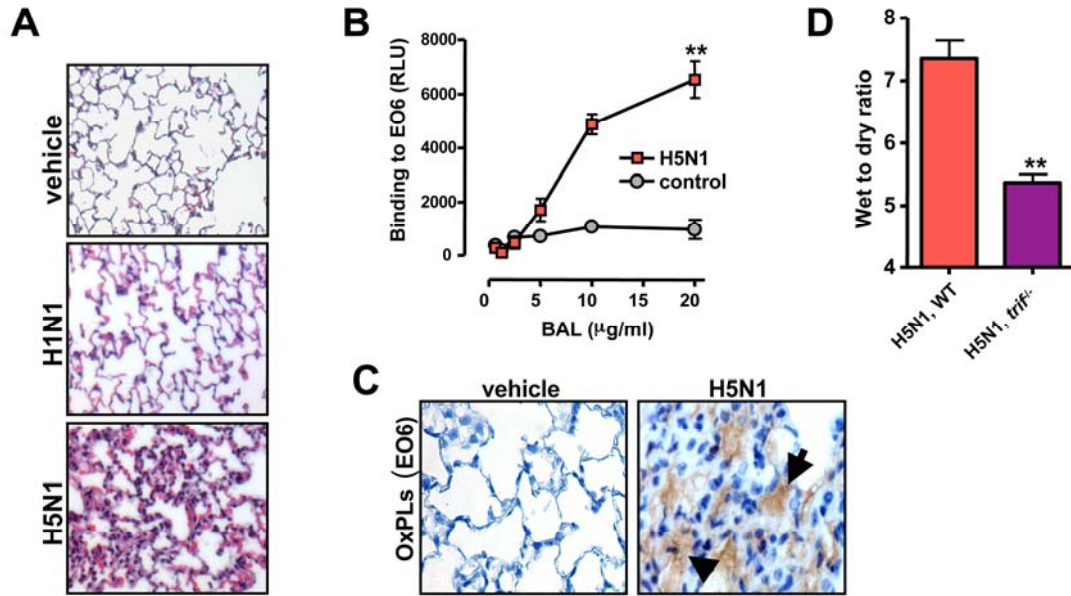 A
vehicle
H1N1
H5N1
B
Binding to EO6 (RLU)
8000
6000
4000
2000
0
**
H5N1
control
0
5
10
15
20
BAL (μg/ml)
C
vehicle
H5N1
OxPLs (EO6)
D
Wet to dry ratio
8
7
6
5
4
**
H5N1, WT
H5N1, trif-/-